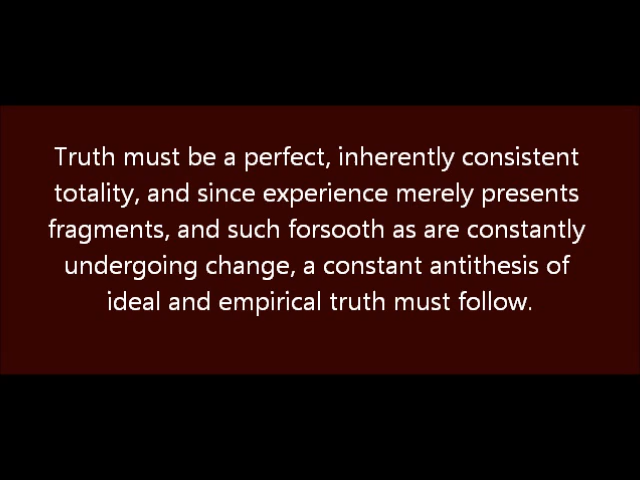 Truth must be a perfect, inherently consistent
totality, and since experience merely presents
fragments, and such forsooth as are constantly
undergoing change, a constant antithesis of
ideal and empirical truth must follow.